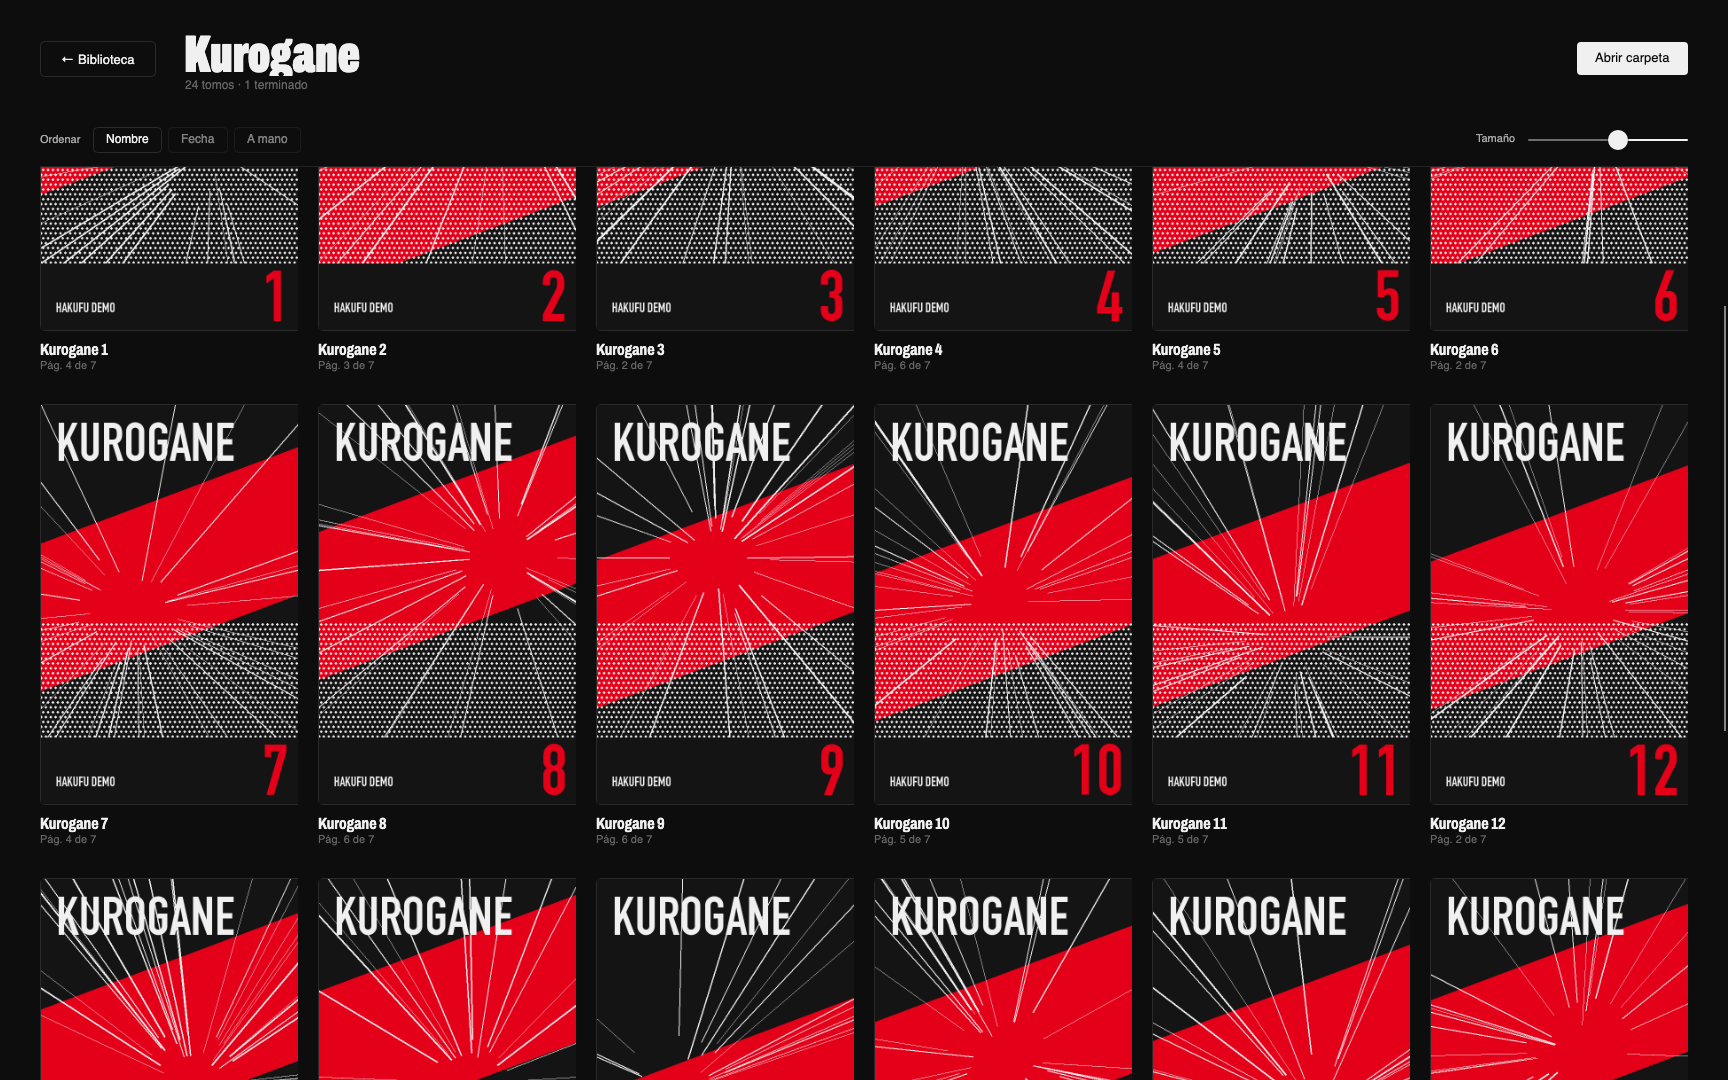 ← Biblioteca
Kurogane
24 tomos · 1 terminado
Abrir carpeta
Ordenar
Nombre
Fecha
A mano
Tamaño
HAKUFU DEMO
1
HAKUFU DEMO
2
HAKUFU DEMO
3
HAKUFU DEMO
4
HAKUFU DEMO
5
HAKUFU DEMO
6
Kurogane 1
Pág. 4 de 7
Kurogane 2
Pág. 3 de 7
Kurogane 3
Pág. 2 de 7
Kurogane 4
Pág. 6 de 7
Kurogane 5
Pág. 4 de 7
Kurogane 6
Pág. 2 de 7
KUROGANE
HAKUFU DEMO
7
KUROGANE
HAKUFU DEMO
8
KUROGANE
HAKUFU DEMO
9
KUROGANE
HAKUFU DEMO
10
KUROGANE
HAKUFU DEMO
11
KUROGANE
HAKUFU DEMO
12
Kurogane 7
Pág. 4 de 7
Kurogane 8
Pág. 6 de 7
Kurogane 9
Pág. 6 de 7
Kurogane 10
Pág. 5 de 7
Kurogane 11
Pág. 5 de 7
Kurogane 12
Pág. 2 de 7
KUROGANE
KUROGANE
KUROGANE
KUROGANE
KUROGANE
KUROGANE